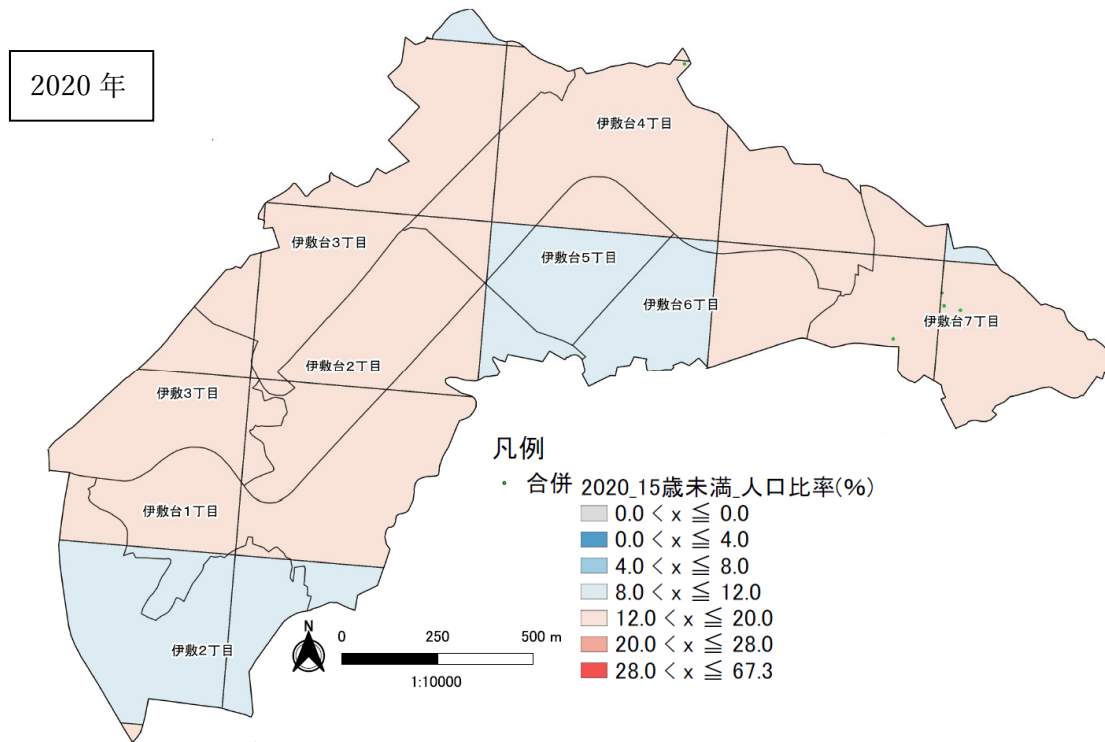 2020 年
伊敷台4丁目
伊敷台3丁目
伊敷台5丁目
伊敷台6丁目
伊敷台7丁目
伊敷台2丁目
伊敷3丁目
伊敷台1丁目
伊敷2丁目
凡例
合併
2020_15歳未満_人口比率(%)
0.0 < x ≦ 0.0
0.0 < x ≦ 4.0
4.0 < x ≦ 8.0
8.0 < x ≦ 12.0
12.0 < x ≦ 20.0
20.0 < x ≦ 28.0
28.0 < x ≦ 67.3
N
0 250 500 m
1:10000